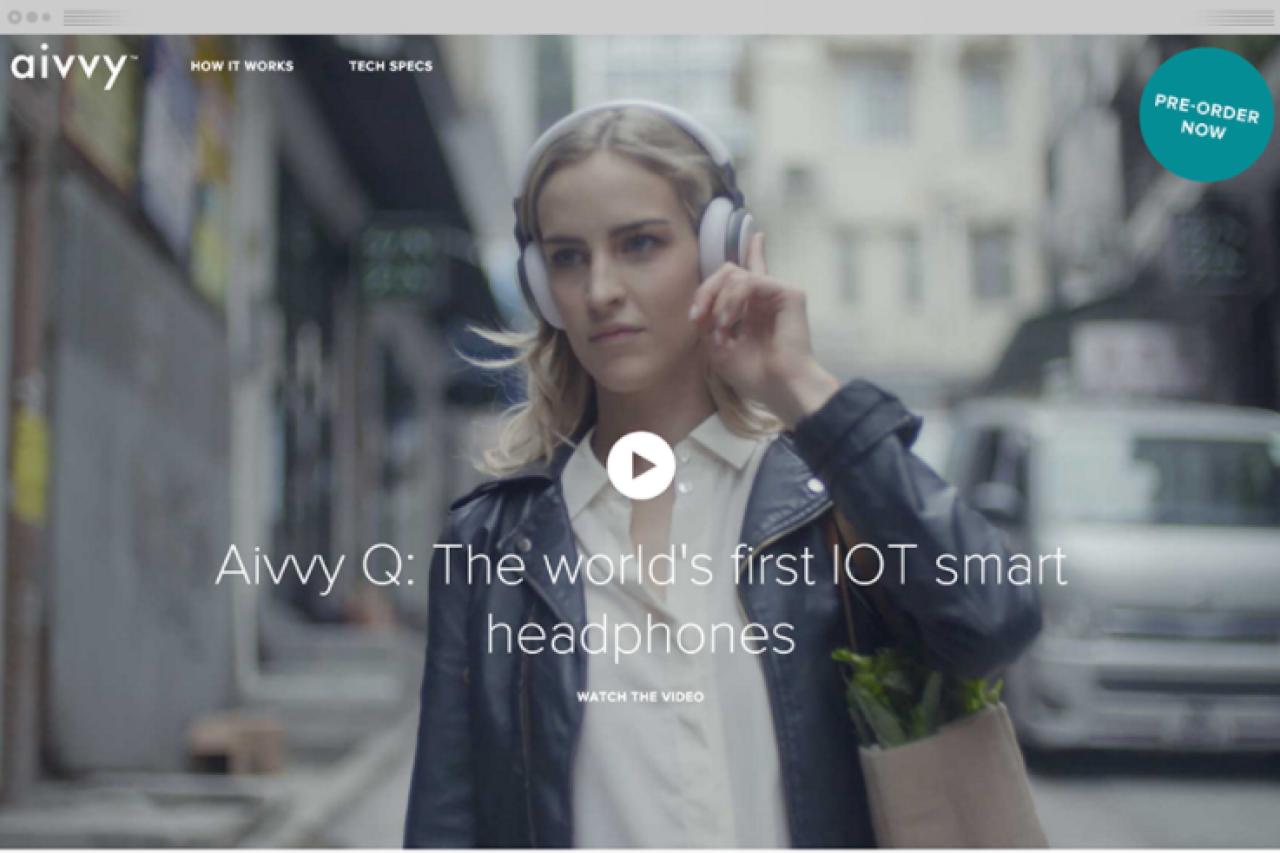 aivvy™
HOW IT WORKS
TECH SPECS
PRE-ORDER
NOW
Aivvy Q: The world's first IOT smart
headphones
WATCH THE VIDEO